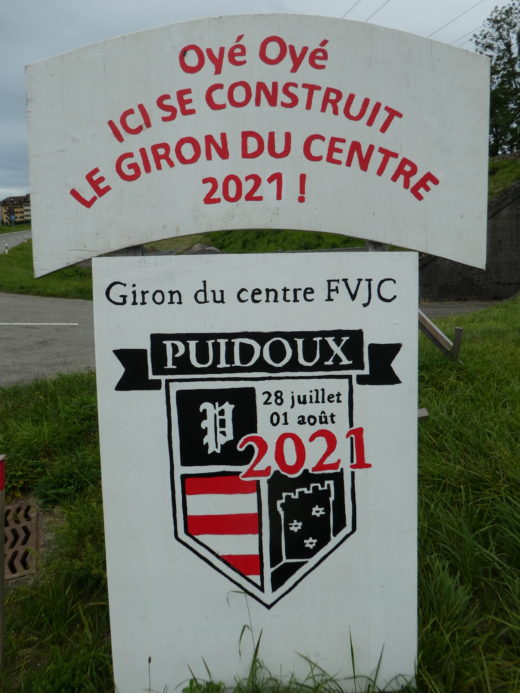 Oyé Oyé
ICI SE CONSTRUIT
LE GIRON DU CENTRE
2021 !
Giron du centre FVJC
PUIDOUX
P
28 juillet
01 août
2021